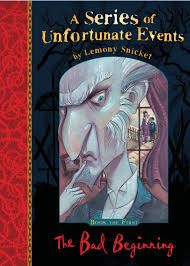 A Series of
Unfortunate Events
by Lemony Snicket
Book the First
The Bad Beginning